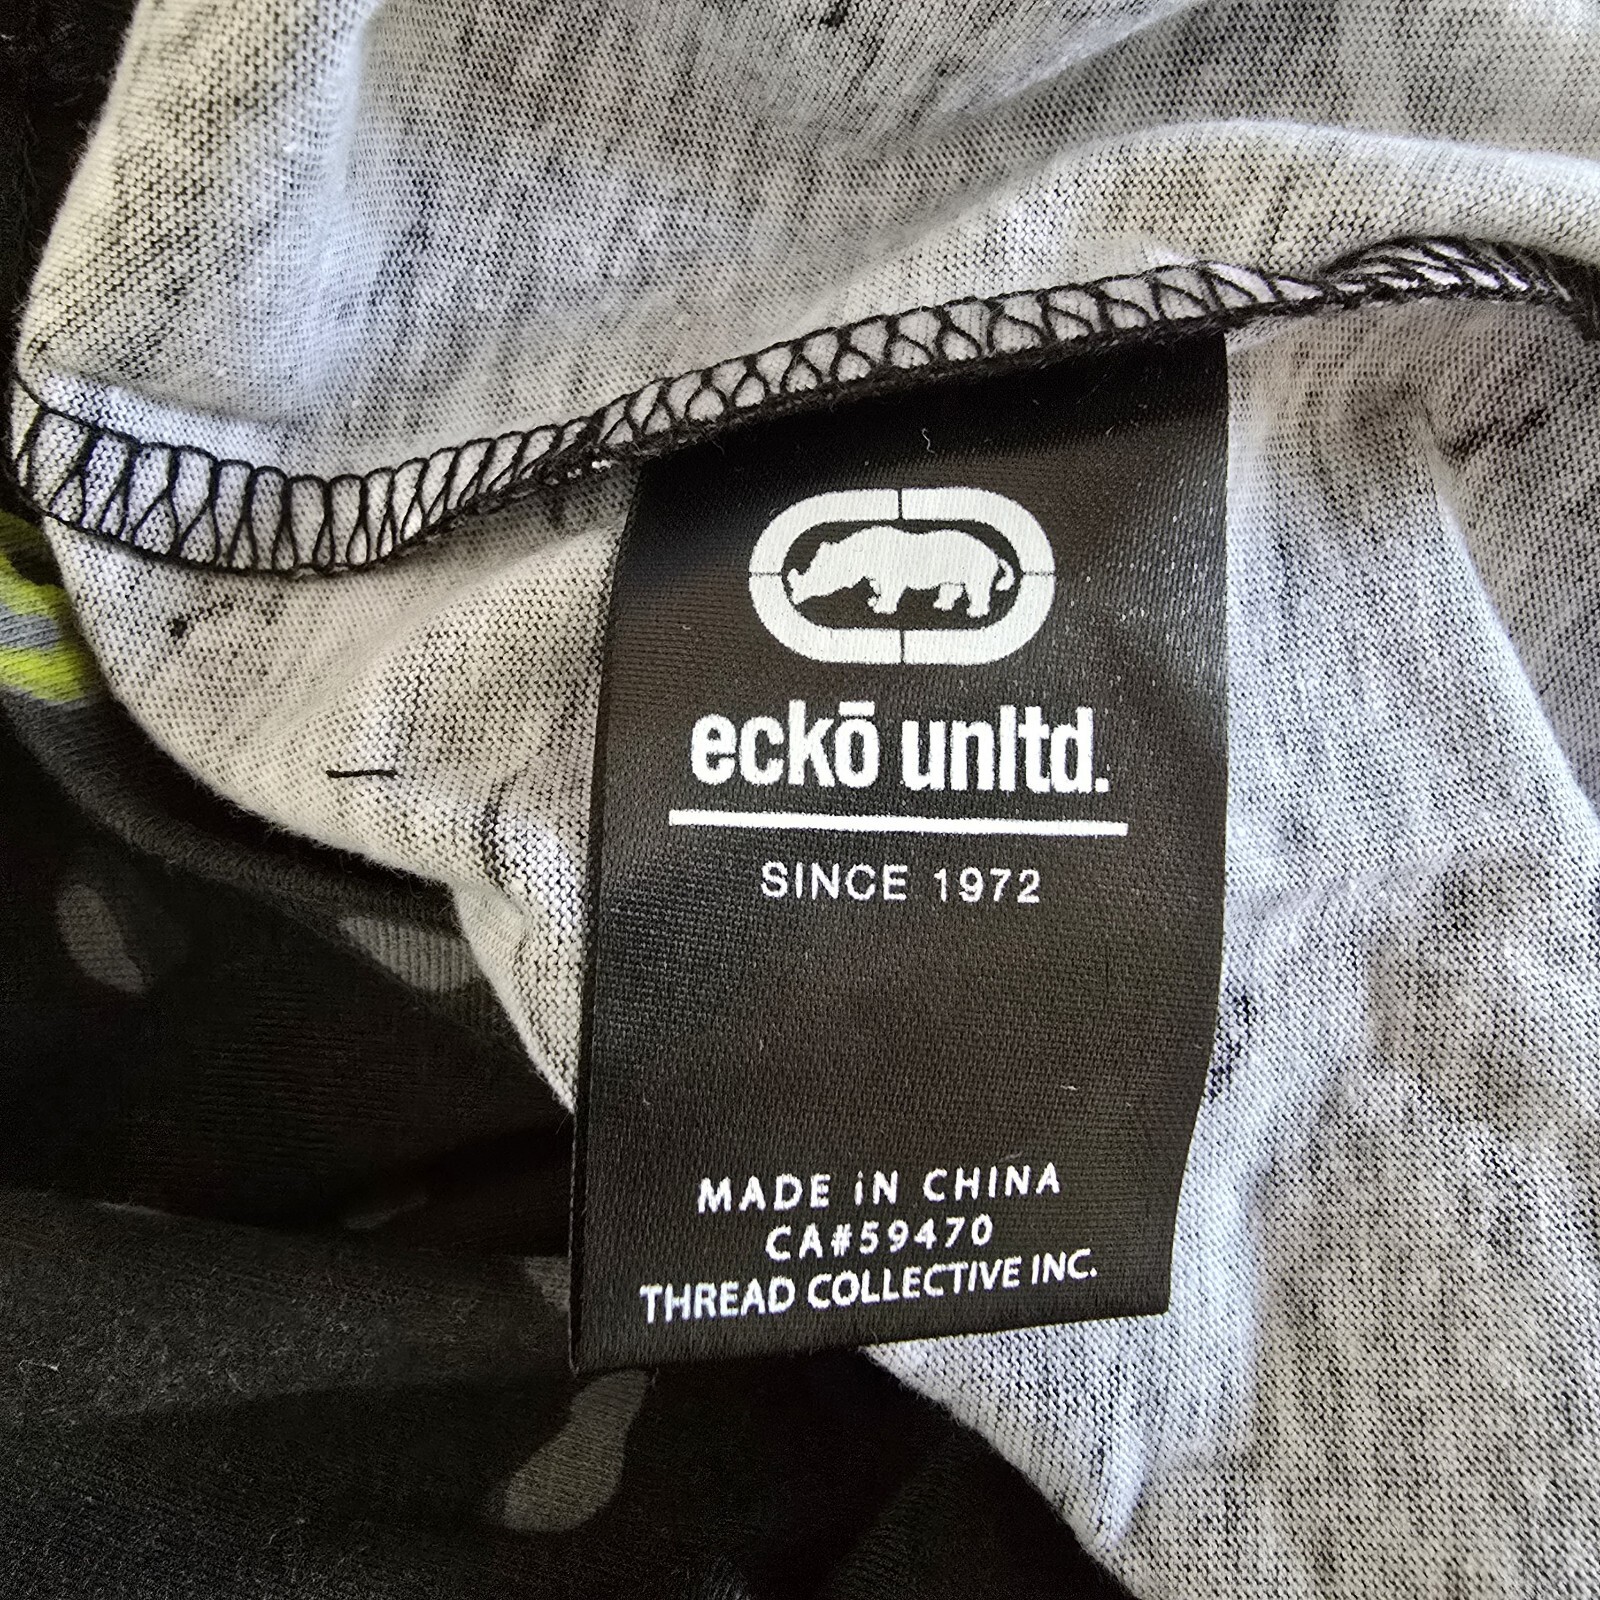 eckō unltd.
SINCE 1972
MADE iN CHINA
CA#59470
THREAD COLLECTIVE INC.